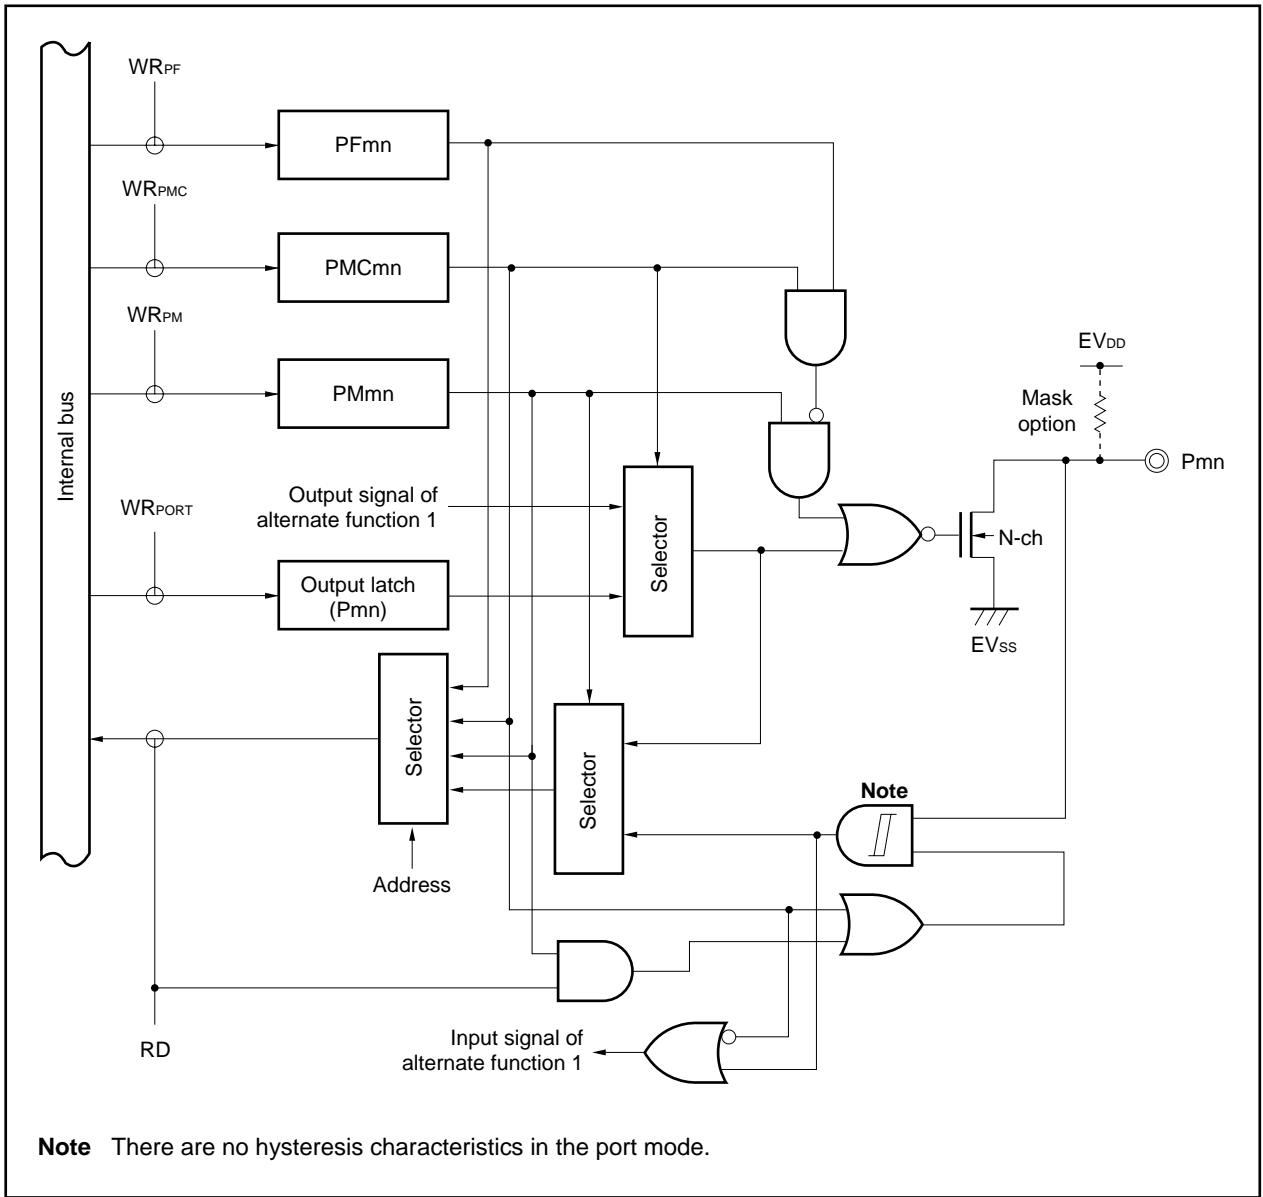 WRPF
PFmn
WRPMC
PMCmn
WRPM
PMmn
EVDD
Mask
option
Pmn
Internal bus
Output signal of
alternate function 1
WRPORT
Output latch
(Pmn)
Selector
N-ch
EVSS
Selector
Selector
Note
Address
RD
Input signal of
alternate function 1
Note There are no hysteresis characteristics in the port mode.